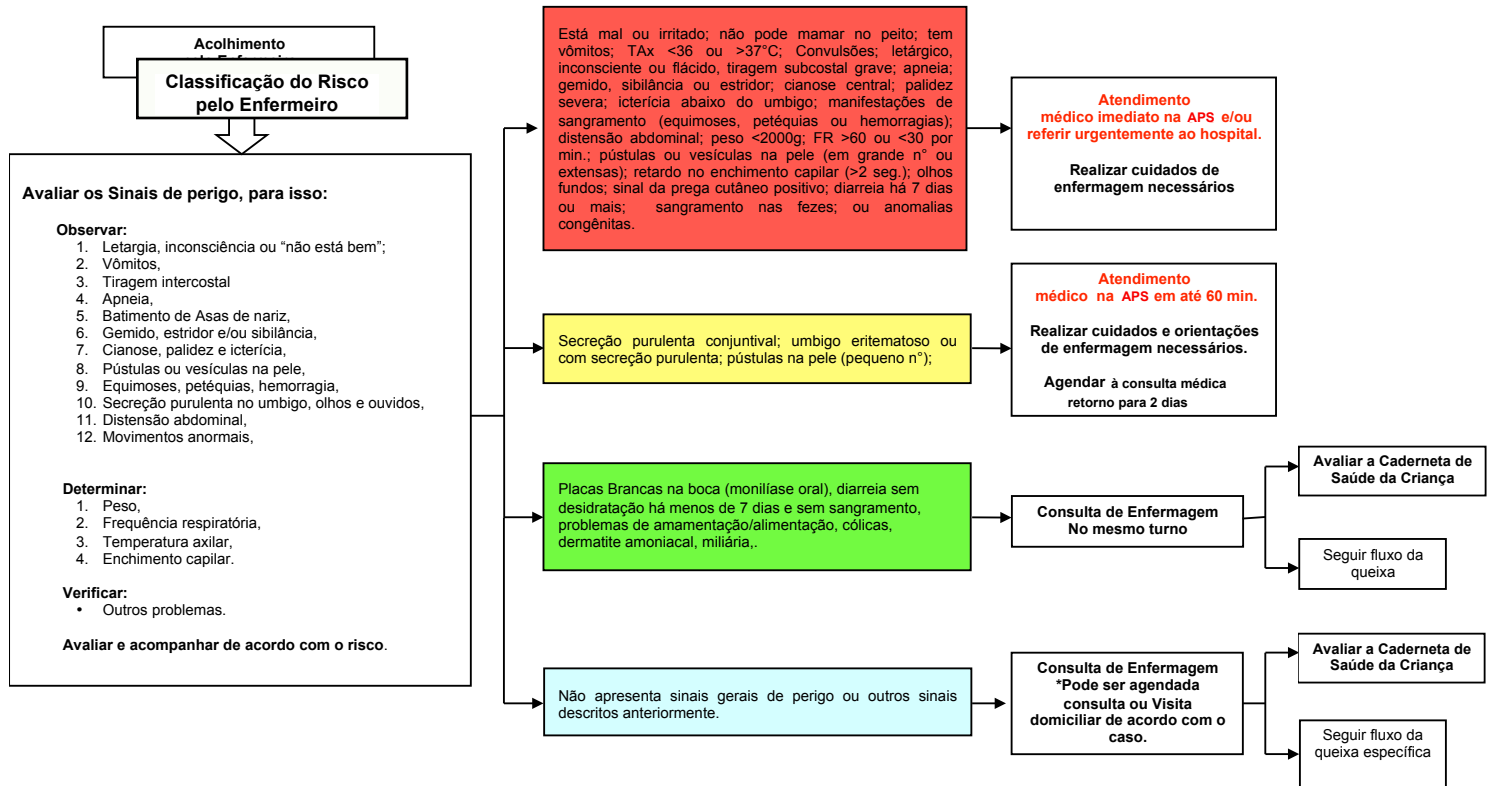 Acolhimento
Classificação do Risco
pelo Enfermeiro
Avaliar os Sinais de perigo, para isso:
Observar:
1. Letargia, inconsciência ou “não está bem”;
2. Vômitos,
3. Tiragem intercostal
4. Apneia,
5. Batimento de Asas de nariz,
6. Gemido, estridor e/ou sibilância,
7. Cianose, palidez e icterícia,
8. Pústulas ou vesículas na pele,
9. Equimoses, petéquias, hemorragia,
10. Secreção purulenta no umbigo, olhos e ouvidos,
11. Distensão abdominal,
12. Movimentos anormais,
Determinar:
1. Peso,
2. Frequência respiratória,
3. Temperatura axilar,
4. Enchimento capilar.
Verificar:
• Outros problemas.
Avaliar e acompanhar de acordo com o risco.
Está mal ou irritado; não pode mamar no peito; tem
vômitos; TAx <36 ou >37°C; Convulsões; letárgico,
inconsciente ou flácido, tiragem subcostal grave; apneia;
gemido, sibilância ou estridor; cianose central; palidez
severa; icterícia abaixo do umbigo; manifestações de
sangramento (equimoses, petéquias ou hemorragias);
distensão abdominal; peso <2000g; FR >60 ou <30 por
min.; pústulas ou vesículas na pele (em grande n° ou
extensas); retardo no enchimento capilar (>2 seg.); olhos
fundos; sinal da prega cutâneo positivo; diarreia há 7 dias
ou mais; sangramento nas fezes; ou anomalias
congênitas.
Atendimento
médico imediato na APS e/ou
referir urgentemente ao hospital.
Realizar cuidados de
enfermagem necessários
Secreção purulenta conjuntival; umbigo eritematoso ou
com secreção purulenta; pústulas na pele (pequeno n°);
Atendimento
médico na APS em até 60 min.
Realizar cuidados e orientações
de enfermagem necessários.
Agendar à consulta médica
retorno para 2 dias
Placas Brancas na boca (monilíase oral), diarreia sem
desidratação há menos de 7 dias e sem sangramento,
problemas de amamentação/alimentação, cólicas,
dermatite amoniacal, miliária,.
Consulta de Enfermagem
No mesmo turno
Avaliar a Caderneta de
Saúde da Criança
Seguir fluxo da
queixa
Não apresenta sinais gerais de perigo ou outros sinais
descritos anteriormente.
Consulta de Enfermagem
*Pode ser agendada
consulta ou Visita
domiciliar de acordo com o
caso.
Avaliar a Caderneta de
Saúde da Criança
Seguir fluxo da
queixa específica